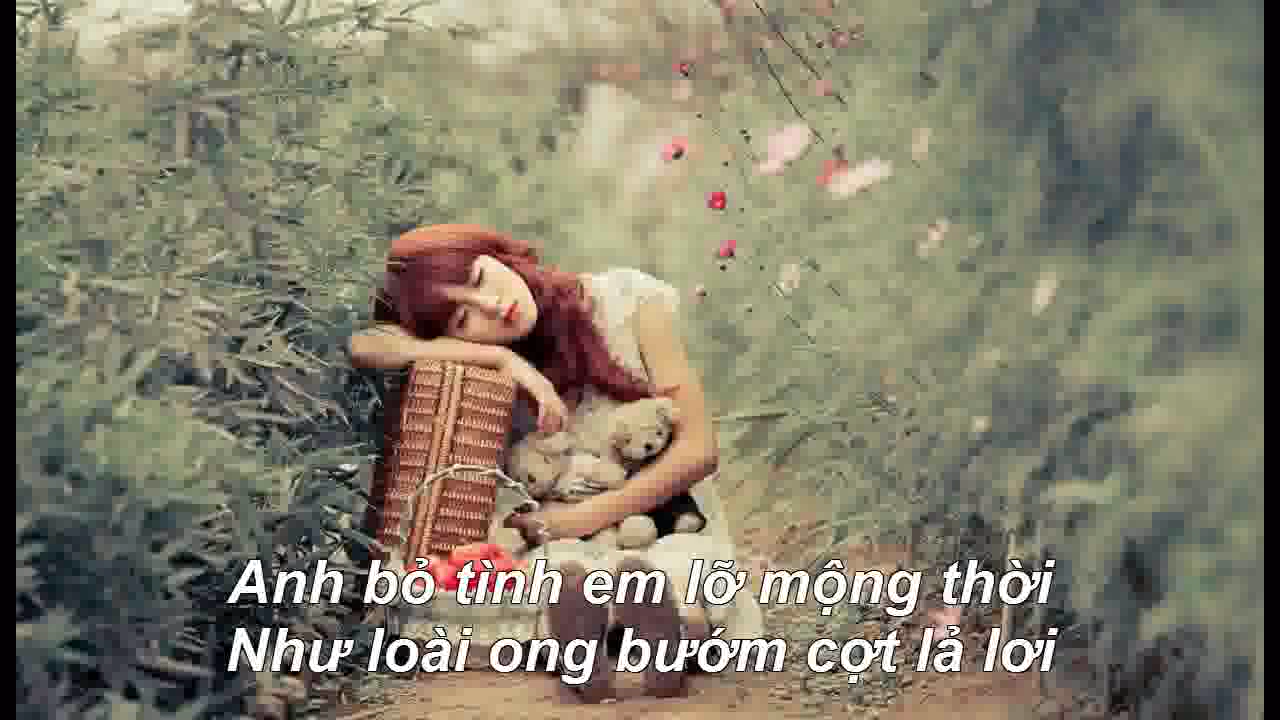 Anh bỏ tình em lỡ mộng thời
Như loài ong bướm cợt lả lơi